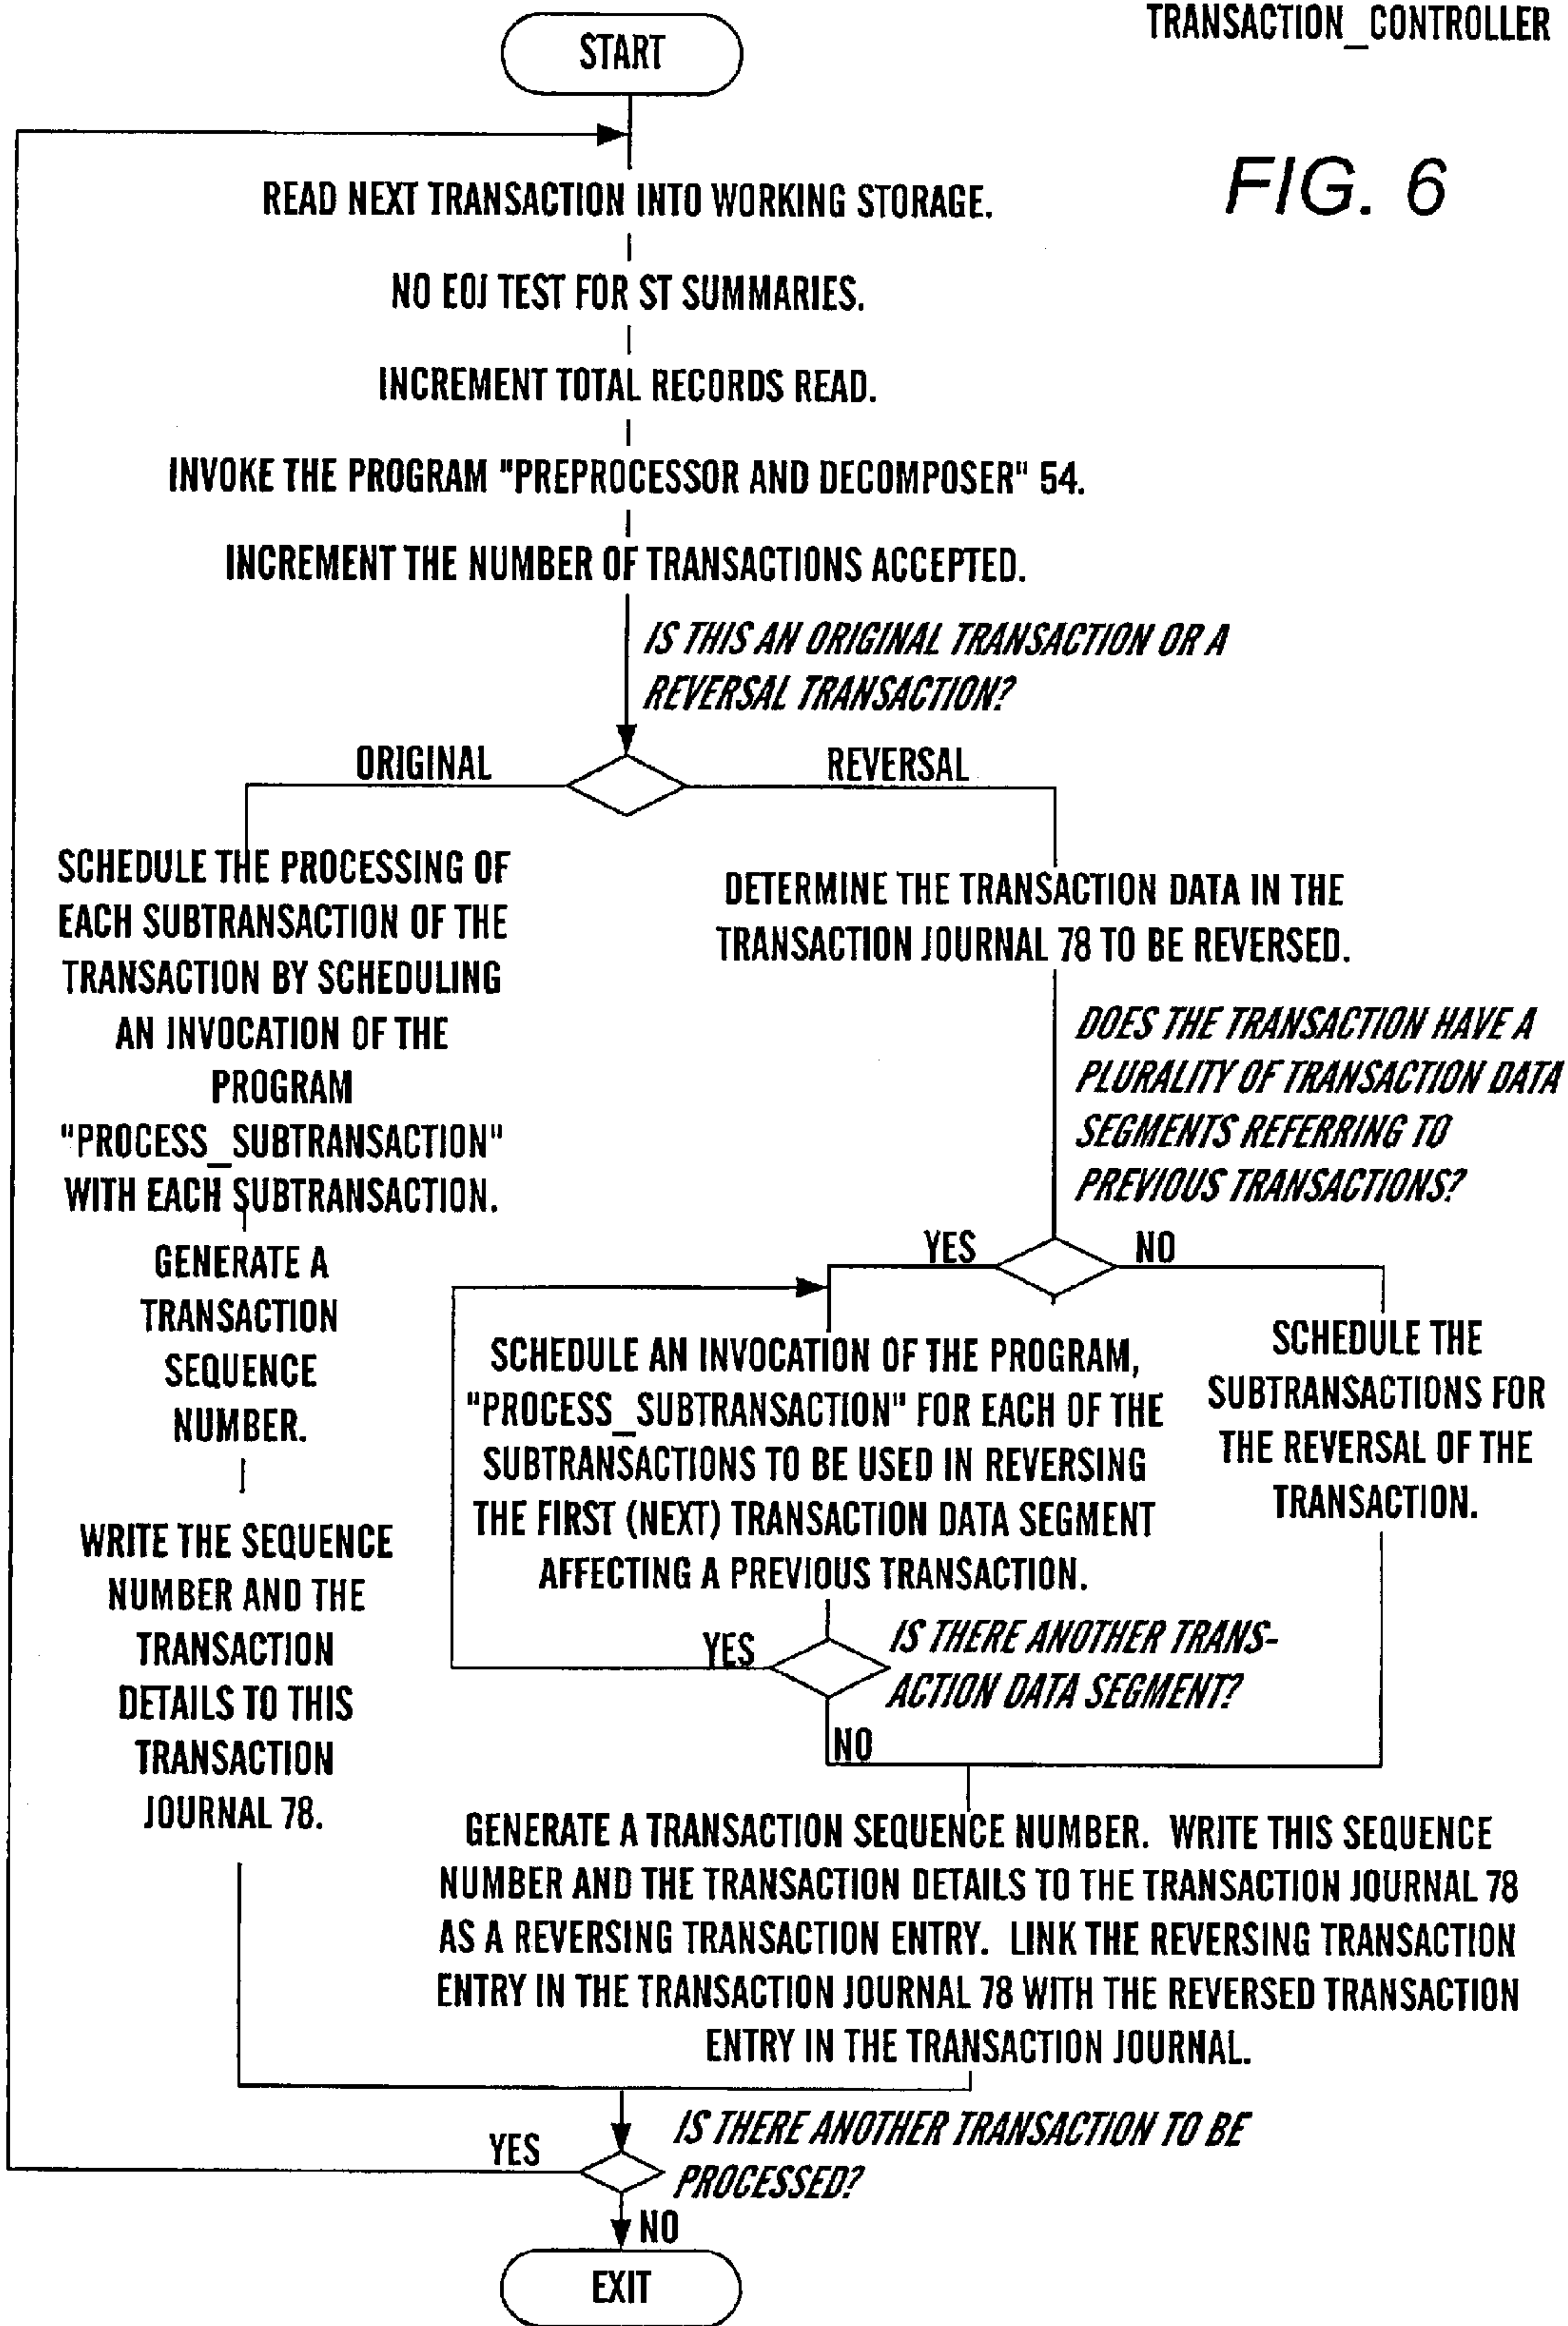 TRANSACTION_CONTROLLER
START
FIG. 6
READ NEXT TRANSACTION INTO WORKING STORAGE.
NO EOJ TEST FOR ST SUMMARIES.
INCREMENT TOTAL RECORDS READ.
INVOKE THE PROGRAM "PREPROCESSOR AND DECOMPOSER" 54.
INCREMENT THE NUMBER OF TRANSACTIONS ACCEPTED.
IS THIS AN ORIGINAL TRANSACTION OR A
REVERSAL TRANSACTION?
ORIGINAL
REVERSAL
SCHEDULE THE PROCESSING OF
EACH SUBTRANSACTION OF THE
TRANSACTION BY SCHEDULING
AN INVOCATION OF THE
PROGRAM
"PROCESS_SUBTRANSACTION"
WITH EACH SUBTRANSACTION.
GENERATE A
TRANSACTION
SEQUENCE
NUMBER.
WRITE THE SEQUENCE
NUMBER AND THE
TRANSACTION
DETAILS TO THIS
TRANSACTION
JOURNAL 78.
DETERMINE THE TRANSACTION DATA IN THE
TRANSACTION JOURNAL 78 TO BE REVERSED.
DOES THE TRANSACTION HAVE A
PLURALITY OF TRANSACTION DATA
SEGMENTS REFERRING TO
PREVIOUS TRANSACTIONS?
YES
NO
SCHEDULE AN INVOCATION OF THE PROGRAM,
"PROCESS_SUBTRANSACTION" FOR EACH OF THE
SUBTRANSACTIONS TO BE USED IN REVERSING
THE FIRST (NEXT) TRANSACTION DATA SEGMENT
AFFECTING A PREVIOUS TRANSACTION.
SCHEDULE THE
SUBTRANSACTIONS FOR
THE REVERSAL OF THE
TRANSACTION.
YES
IS THERE ANOTHER TRANS-
ACTION DATA SEGMENT?
NO
GENERATE A TRANSACTION SEQUENCE NUMBER. WRITE THIS SEQUENCE
NUMBER AND THE TRANSACTION DETAILS TO THE TRANSACTION JOURNAL 78
AS A REVERSING TRANSACTION ENTRY. LINK THE REVERSING TRANSACTION
ENTRY IN THE TRANSACTION JOURNAL 78 WITH THE REVERSED TRANSACTION
ENTRY IN THE TRANSACTION JOURNAL.
IS THERE ANOTHER TRANSACTION TO BE
PROCESSED?
YES
NO
EXIT